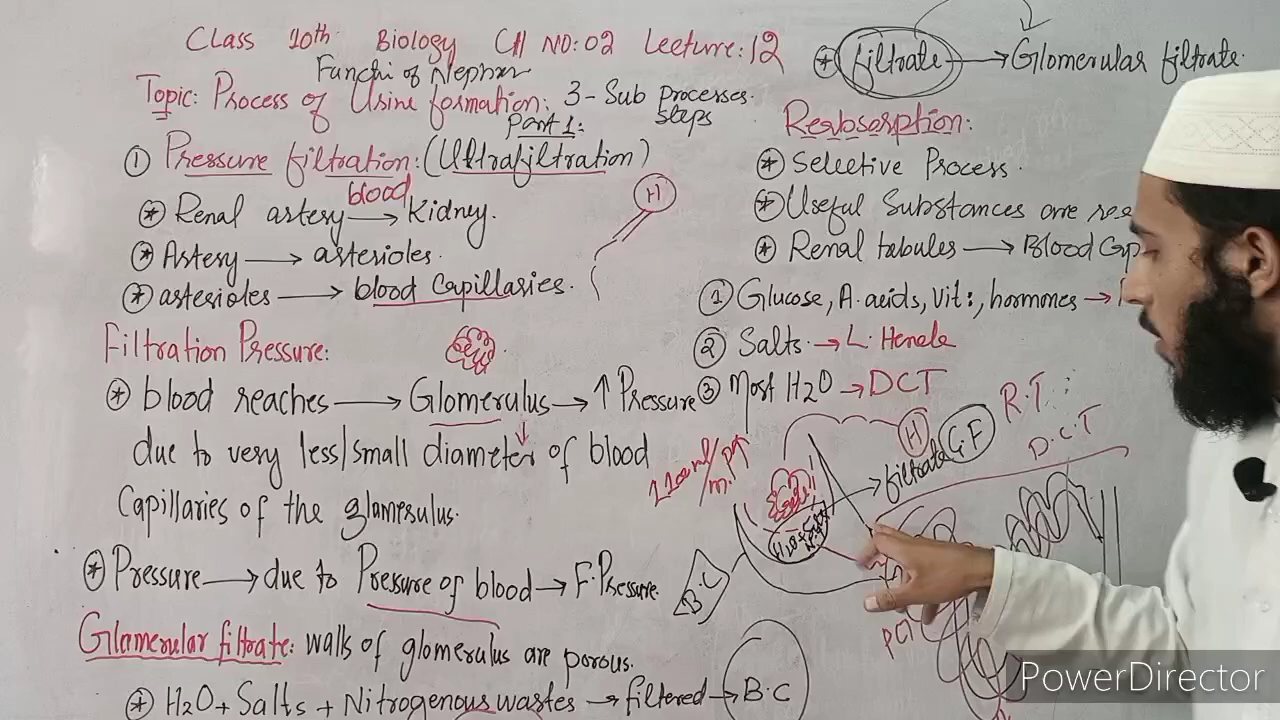 Class 10th Biology CH NO:02 Lecture:12
Functi of Nephron
Topic: Process of Urine formation: 3-Sub Processes.
steps
Part 1:
① Pressure filtration: (Ultrafiltration)
blood
* Renal artery → Kidney.
* Artery → arterioles.
* arterioles → blood Capillaries.
Filtration Pressure:
* blood reaches → Glomerulus → ↑ Pressure
due to very less/small diameter of blood
Capillaries of the glomerulus.
* Pressure → due to Pressure of blood → F. Pressure.
Glomerular filtrate: walls of glomerulus are porous.
* H2O + Salts + Nitrogenous wastes → filtered → B.C
* filtrate → Glomerular filtrate.
Reabsorption:
* Selective Process.
* Useful Substances are rea
* Renal tubules → Blood Cap
① Glucose, A.acids, Vit:, hormones →
② Salts → L. Henele
③ Most H2O → DCT
H
H
filtrate G.F
R.T.:
D.C.T
B.C
PCT
PowerDirector